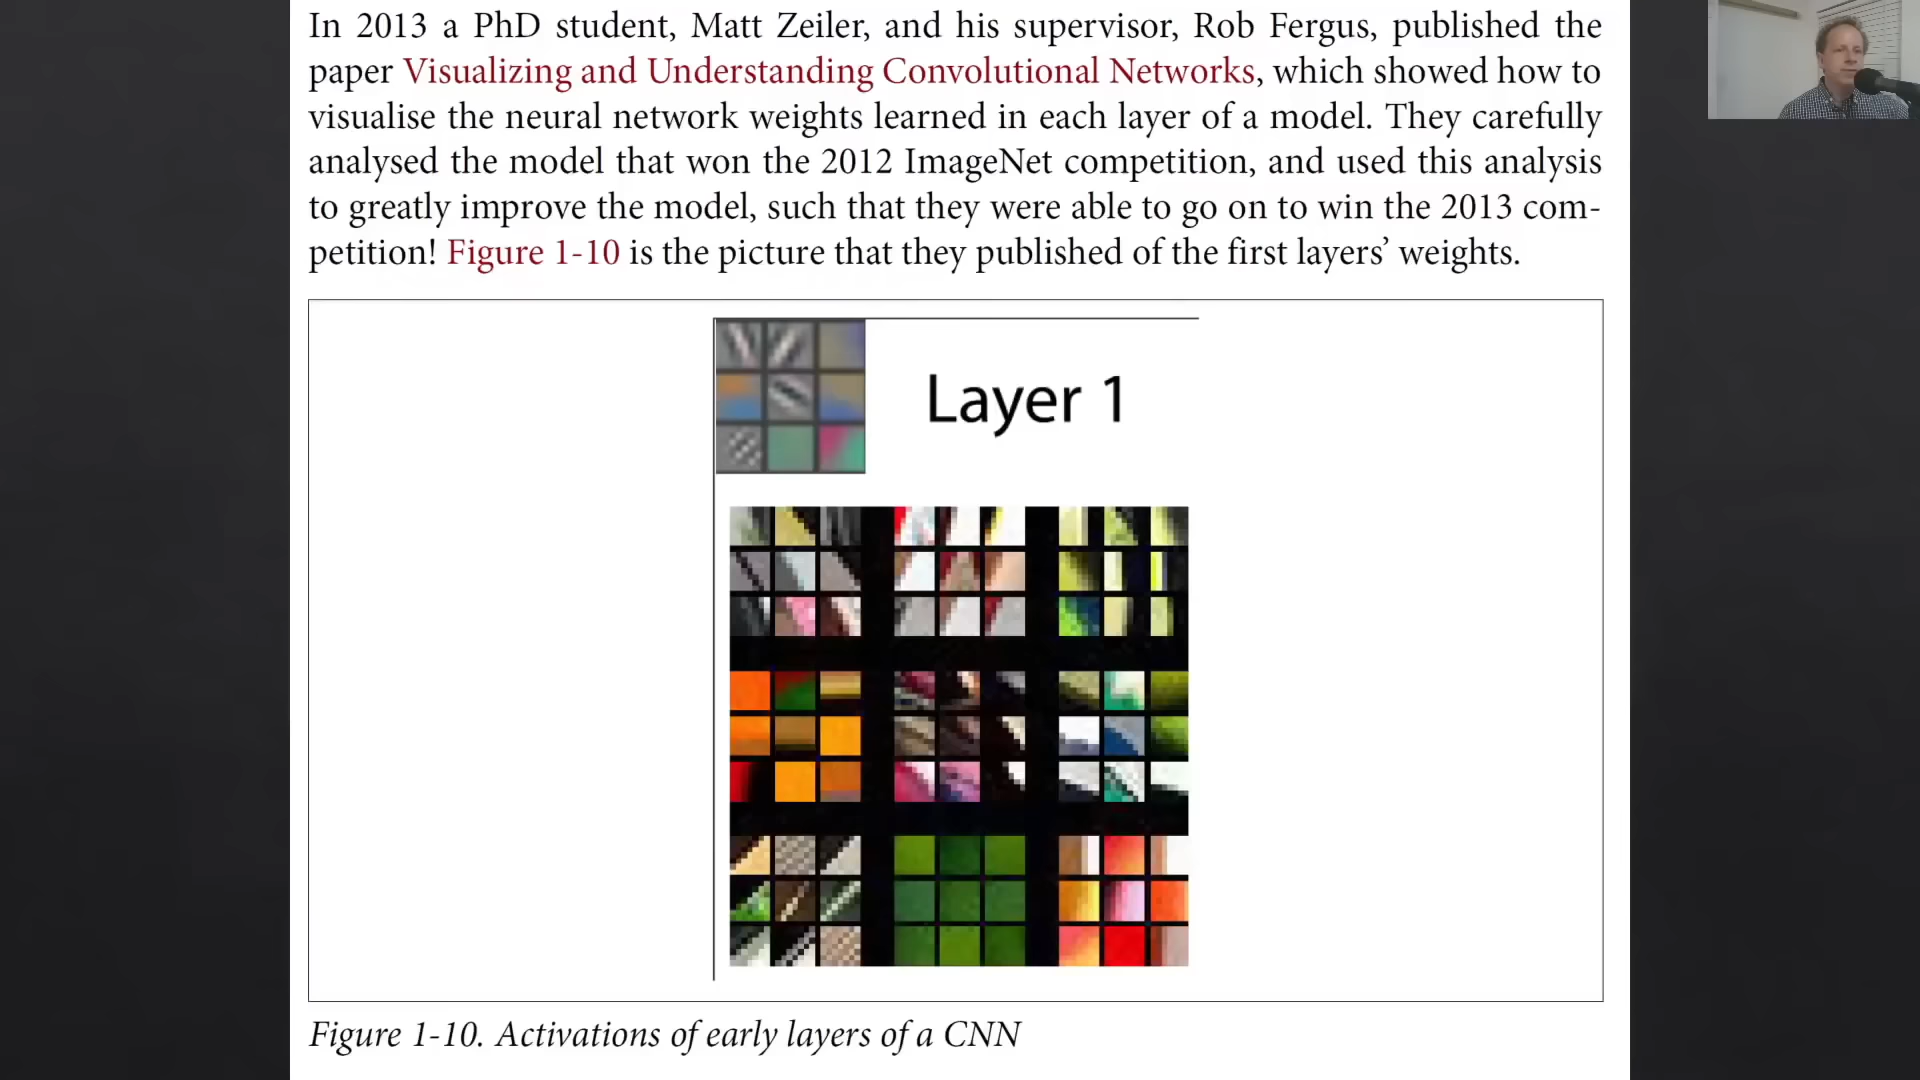 In 2013 a PhD student, Matt Zeiler, and his supervisor, Rob Fergus, published the
paper Visualizing and Understanding Convolutional Networks, which showed how to
visualise the neural network weights learned in each layer of a model. They carefully
analysed the model that won the 2012 ImageNet competition, and used this analysis
to greatly improve the model, such that they were able to go on to win the 2013 com-
petition! Figure 1-10 is the picture that they published of the first layers’ weights.
Layer 1
Figure 1-10. Activations of early layers of a CNN